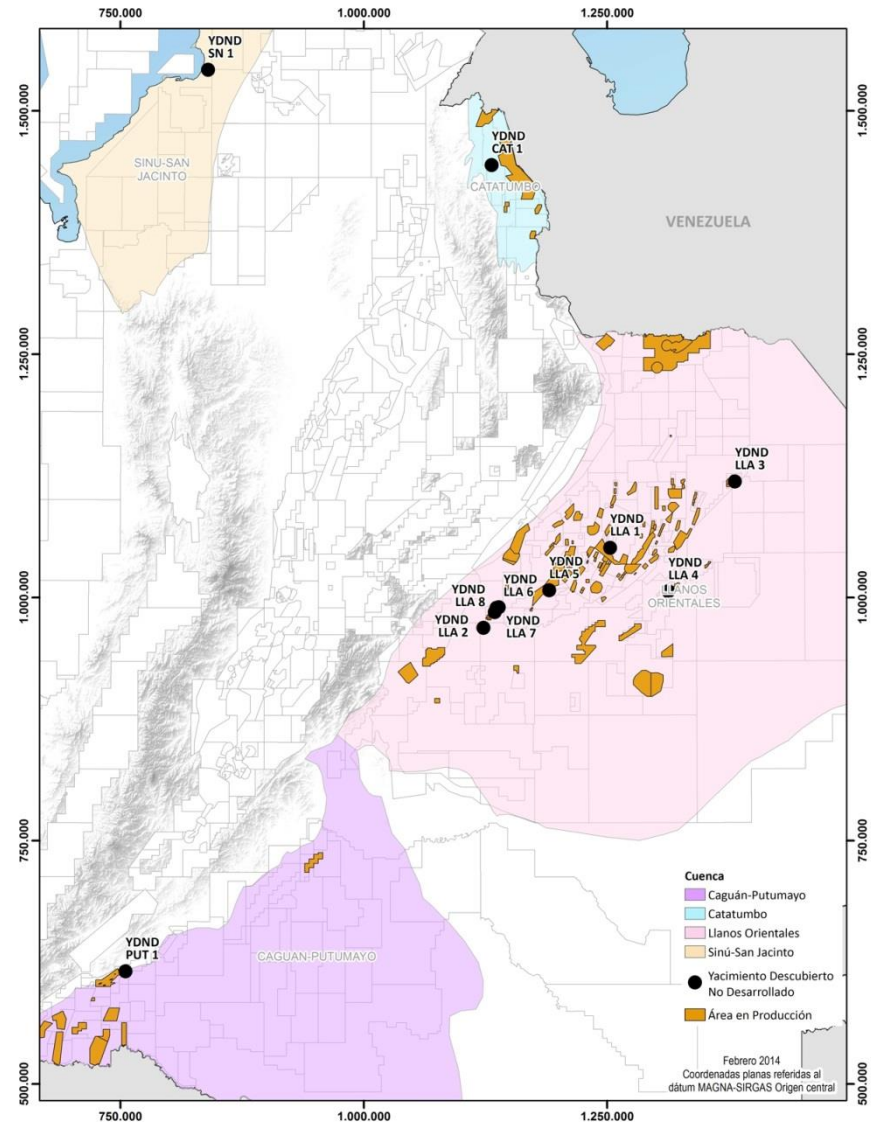 750.000
1.000.000
1.250.000
YDND
SN 1
1.500.000
1.500.000
YDND
CAT 1
SINÚ-SAN
JACINTO
CATATUMBO
VENEZUELA
1.250.000
1.250.000
YDND
LLA 3
YDND
LLA 1
YDND
LLA 5
YDND
LLA 4
YDND
LLA 6
YDND
LLA 8
1.000.000
1.000.000
LLANOS
ORIENTALES
YDND
LLA 2
YDND
LLA 7
750.000
750.000
Cuenca
Caguán-Putumayo
Catatumbo
Llanos Orientales
Sinú-San Jacinto
Yacimiento Descubierto
No Desarrollado
Área en Producción
YDND
PUT 1
CAGUAN-PUTUMAYO
Febrero 2014
Coordenadas planas referidas al
dátum MAGNA-SIRGAS Origen central
500.000
500.000
750.000
1.000.000
1.250.000